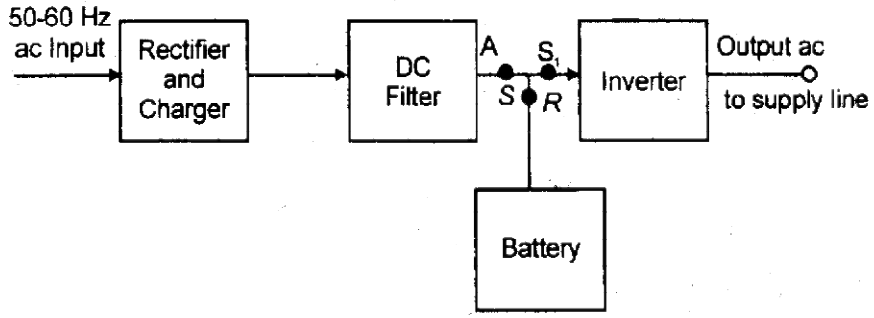 50-60 Hz
ac Input
Rectifier
and
Charger
DC
Filter
A
S
S₁
R
Inverter
Output ac
to supply line
Battery